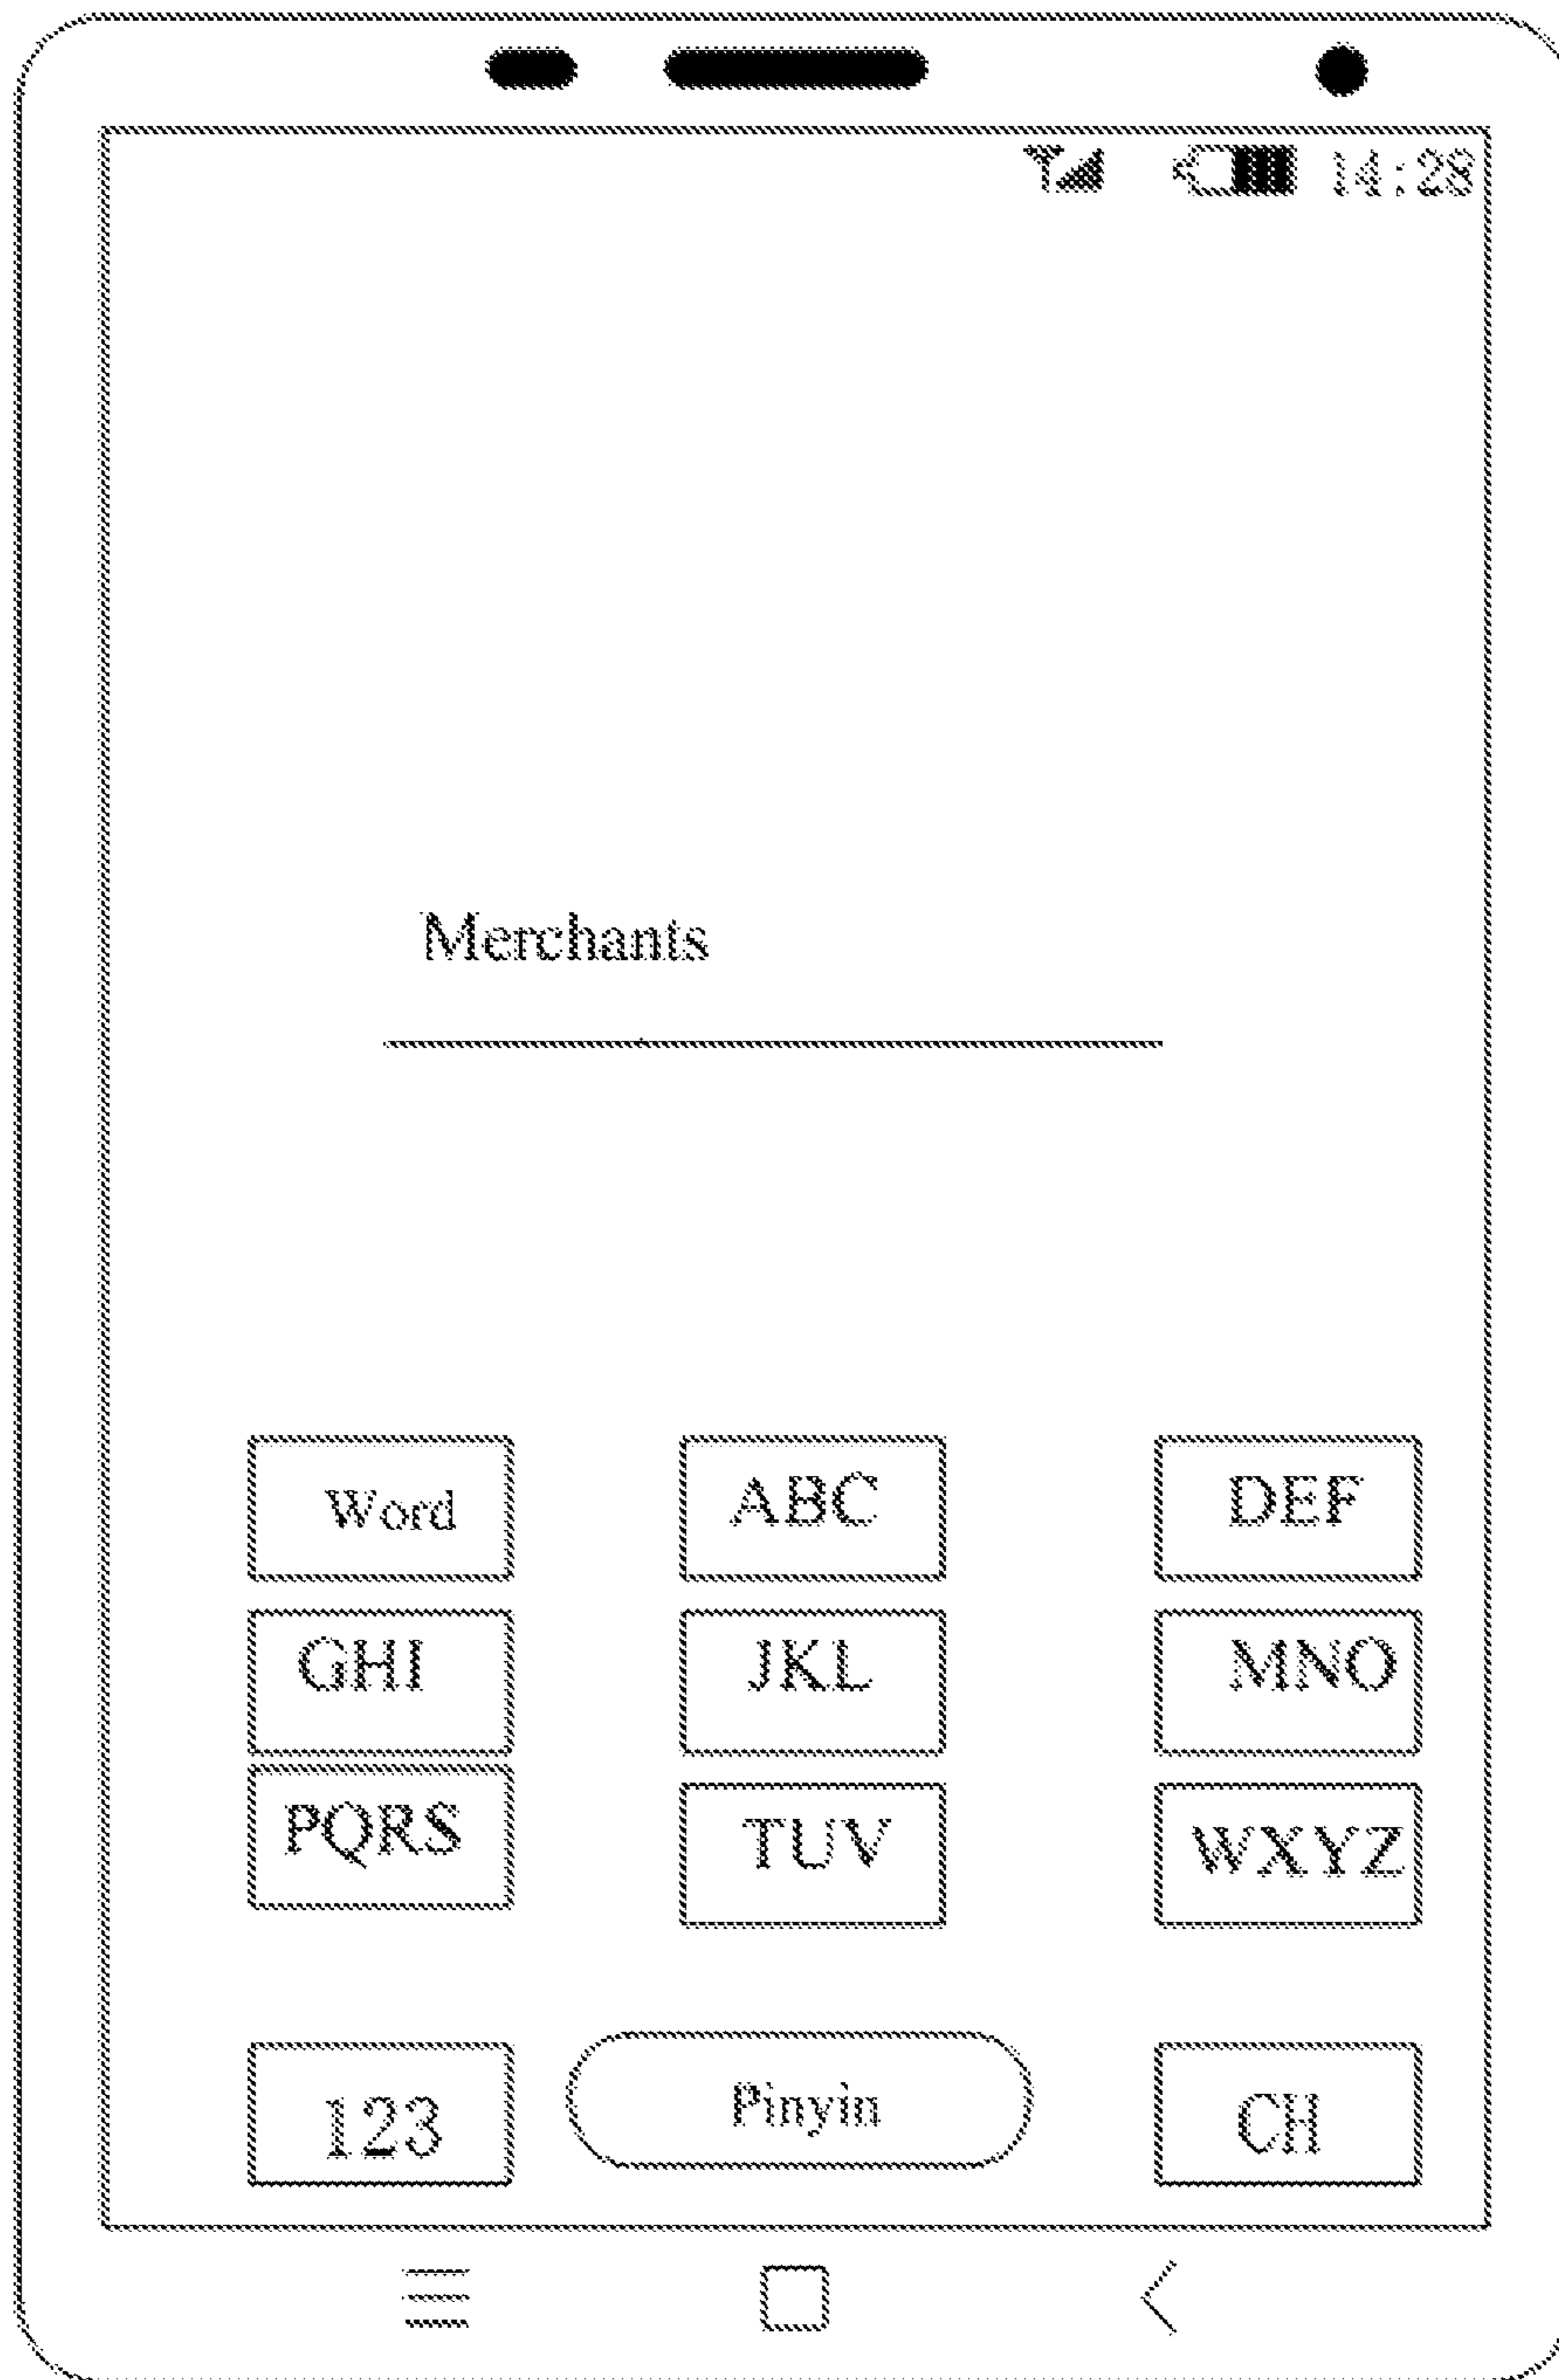 14:28
Merchants
Word ABC DEF
GHI JKL MNO
PQRS TUV WXYZ
123 Pinyin CH